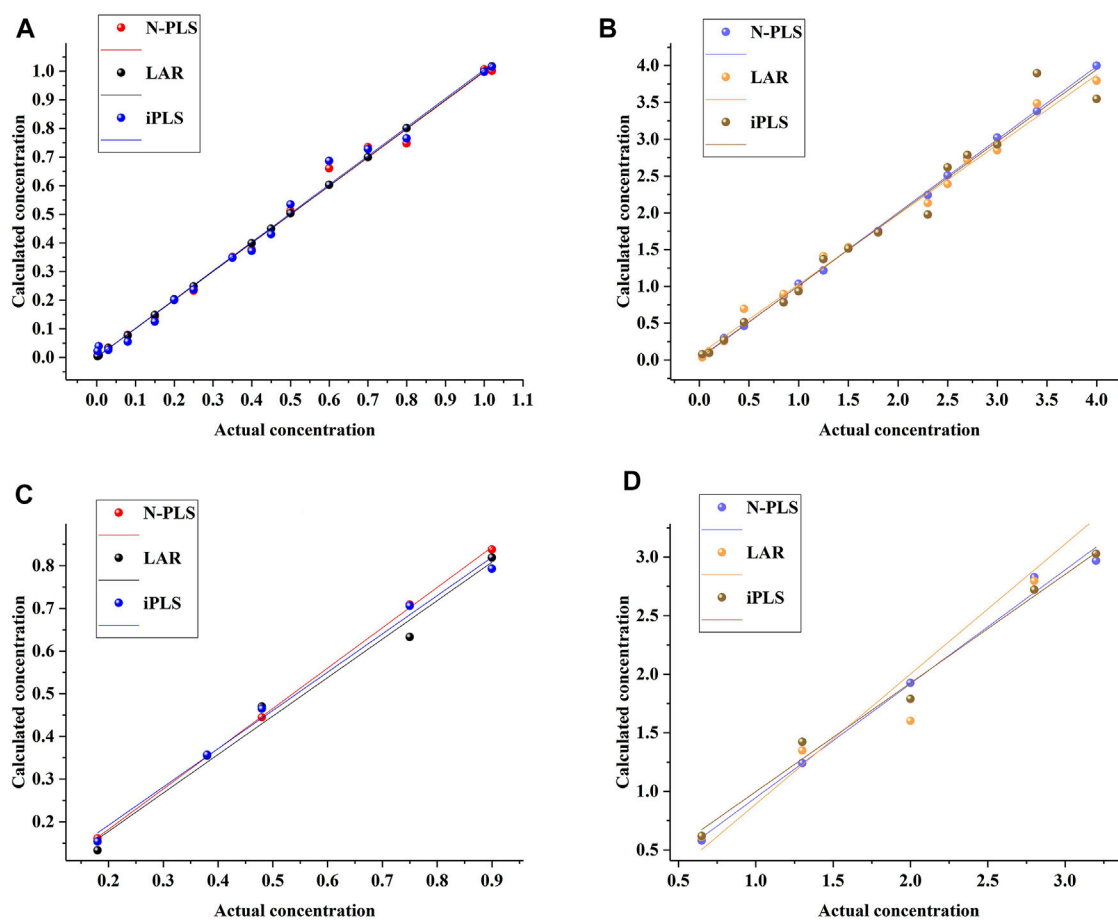 A
N-PLS
LAR
iPLS
Calculated concentration
1.0
0.9
0.8
0.7
0.6
0.5
0.4
0.3
0.2
0.1
0.0
0.0 0.1 0.2 0.3 0.4 0.5 0.6 0.7 0.8 0.9 1.0 1.1
Actual concentration
B
N-PLS
LAR
iPLS
Calculated concentration
4.0
3.5
3.0
2.5
2.0
1.5
1.0
0.5
0.0
0.0 0.5 1.0 1.5 2.0 2.5 3.0 3.5 4.0
Actual concentration
C
N-PLS
LAR
iPLS
Calculated concentration
0.8
0.7
0.6
0.5
0.4
0.3
0.2
0.2 0.3 0.4 0.5 0.6 0.7 0.8 0.9
Actual concentration
D
N-PLS
LAR
iPLS
Calculated concentration
3.0
2.5
2.0
1.5
1.0
0.5
0.5 1.0 1.5 2.0 2.5 3.0
Actual concentration